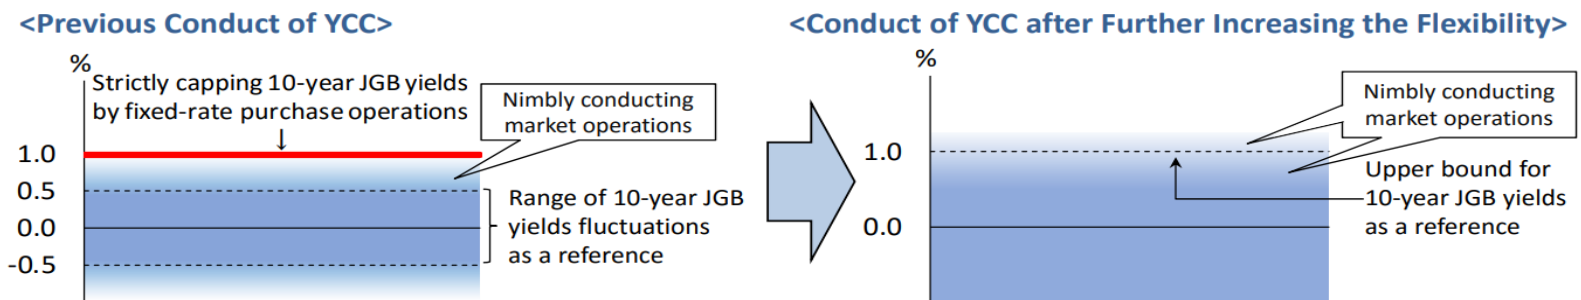 <Previous Conduct of YCC>
%
Strictly capping 10-year JGB yields
by fixed-rate purchase operations
↓
Nimbly conducting
market operations
1.0
0.5
0.0
-0.5
Range of 10-year JGB
yields fluctuations
as a reference
<Conduct of YCC after Further Increasing the Flexibility>
%
Nimbly conducting
market operations
1.0
0.0
Upper bound for
10-year JGB yields
as a reference